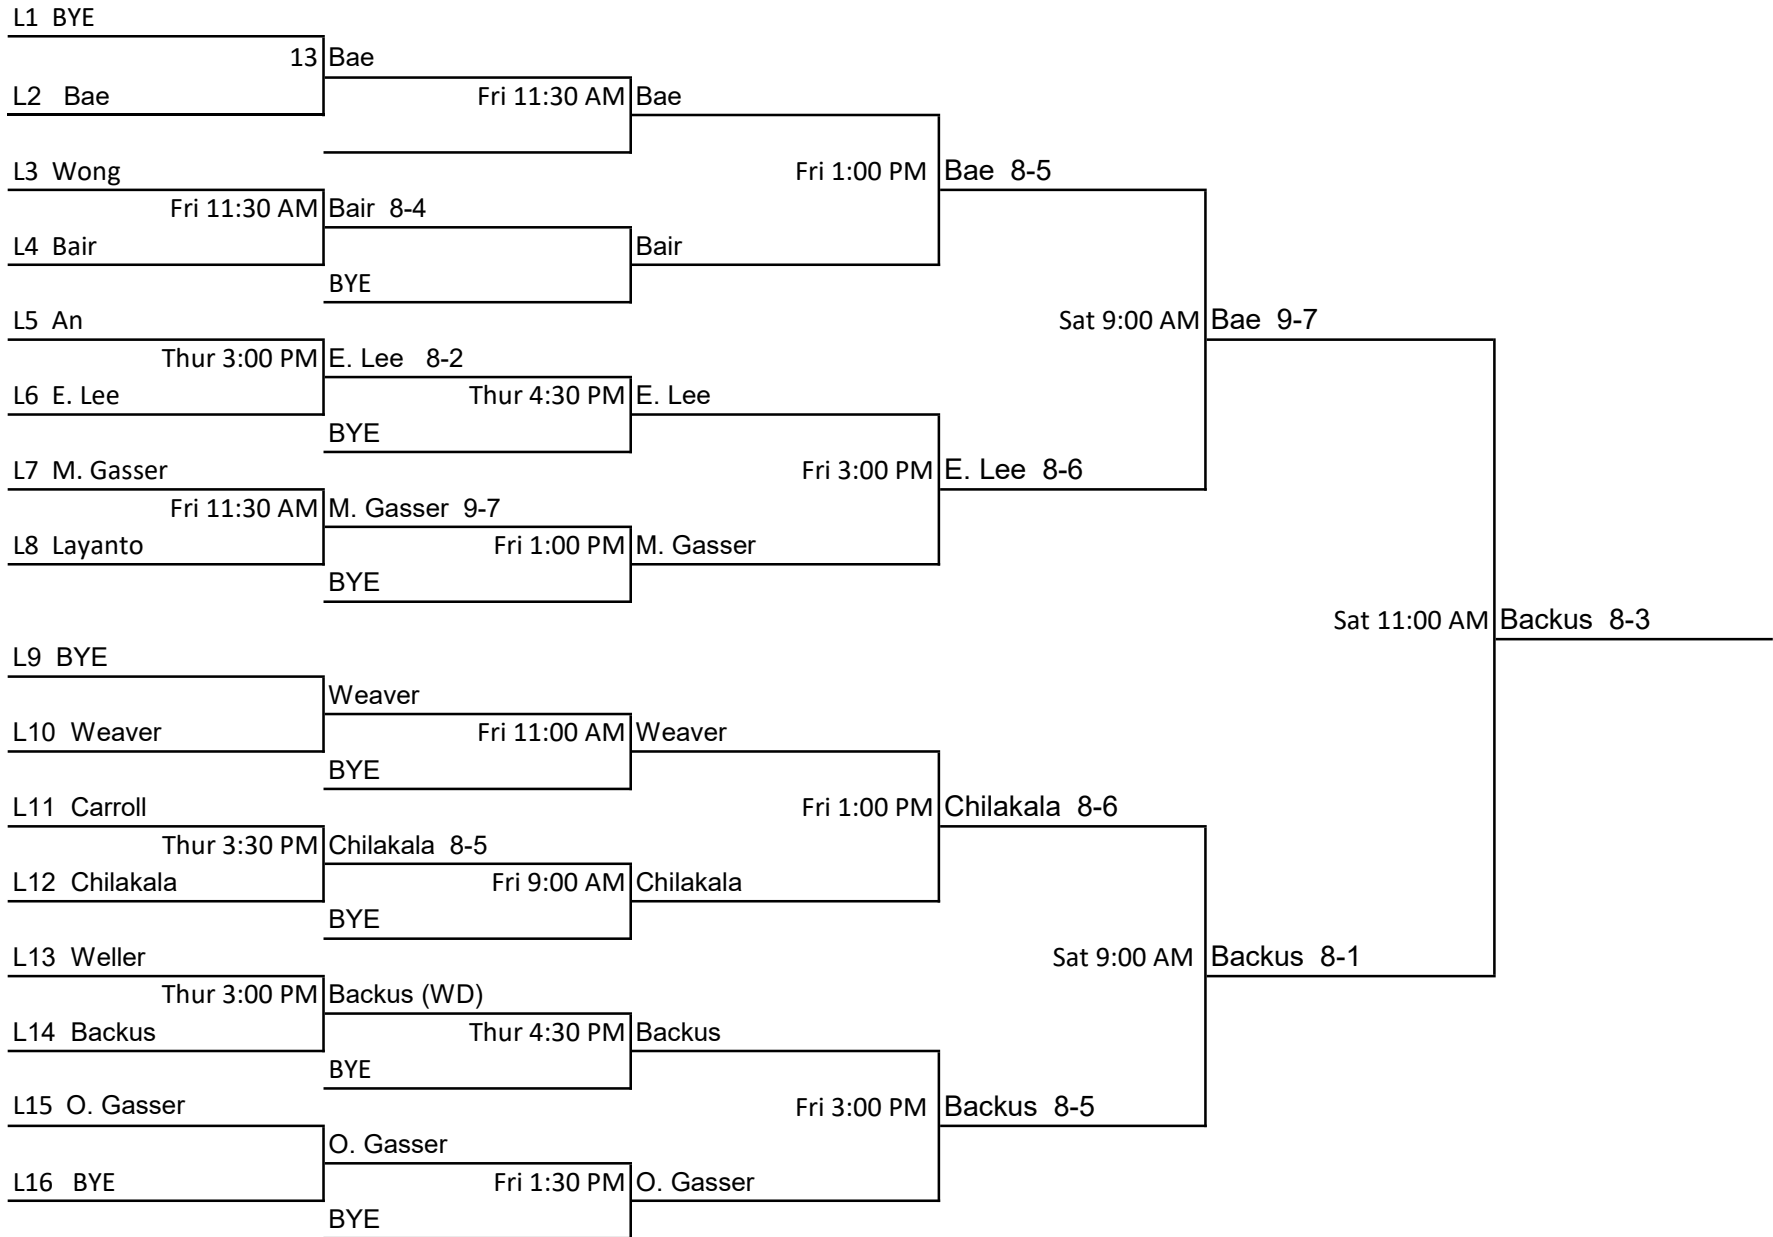 L1 BYE
13 Bae
L2 Bae
Fri 11:30 AM Bae
L3 Wong
Fri 1:00 PM Bae 8-5
Fri 11:30 AM Bair 8-4
L4 Bair
Bair
BYE
L5 An
Sat 9:00 AM Bae 9-7
Thur 3:00 PM E. Lee 8-2
L6 E. Lee
Thur 4:30 PM E. Lee
BYE
L7 M. Gasser
Fri 3:00 PM E. Lee 8-6
Fri 11:30 AM M. Gasser 9-7
L8 Layanto
Fri 1:00 PM M. Gasser
BYE
Sat 11:00 AM Backus 8-3
L9 BYE
Weaver
L10 Weaver
Fri 11:00 AM Weaver
BYE
L11 Carroll
Fri 1:00 PM Chilakala 8-6
Thur 3:30 PM Chilakala 8-5
L12 Chilakala
Fri 9:00 AM Chilakala
BYE
L13 Weller
Sat 9:00 AM Backus 8-1
Thur 3:00 PM Backus (WD)
L14 Backus
Thur 4:30 PM Backus
BYE
L15 O. Gasser
Fri 3:00 PM Backus 8-5
O. Gasser
L16 BYE
Fri 1:30 PM O. Gasser
BYE